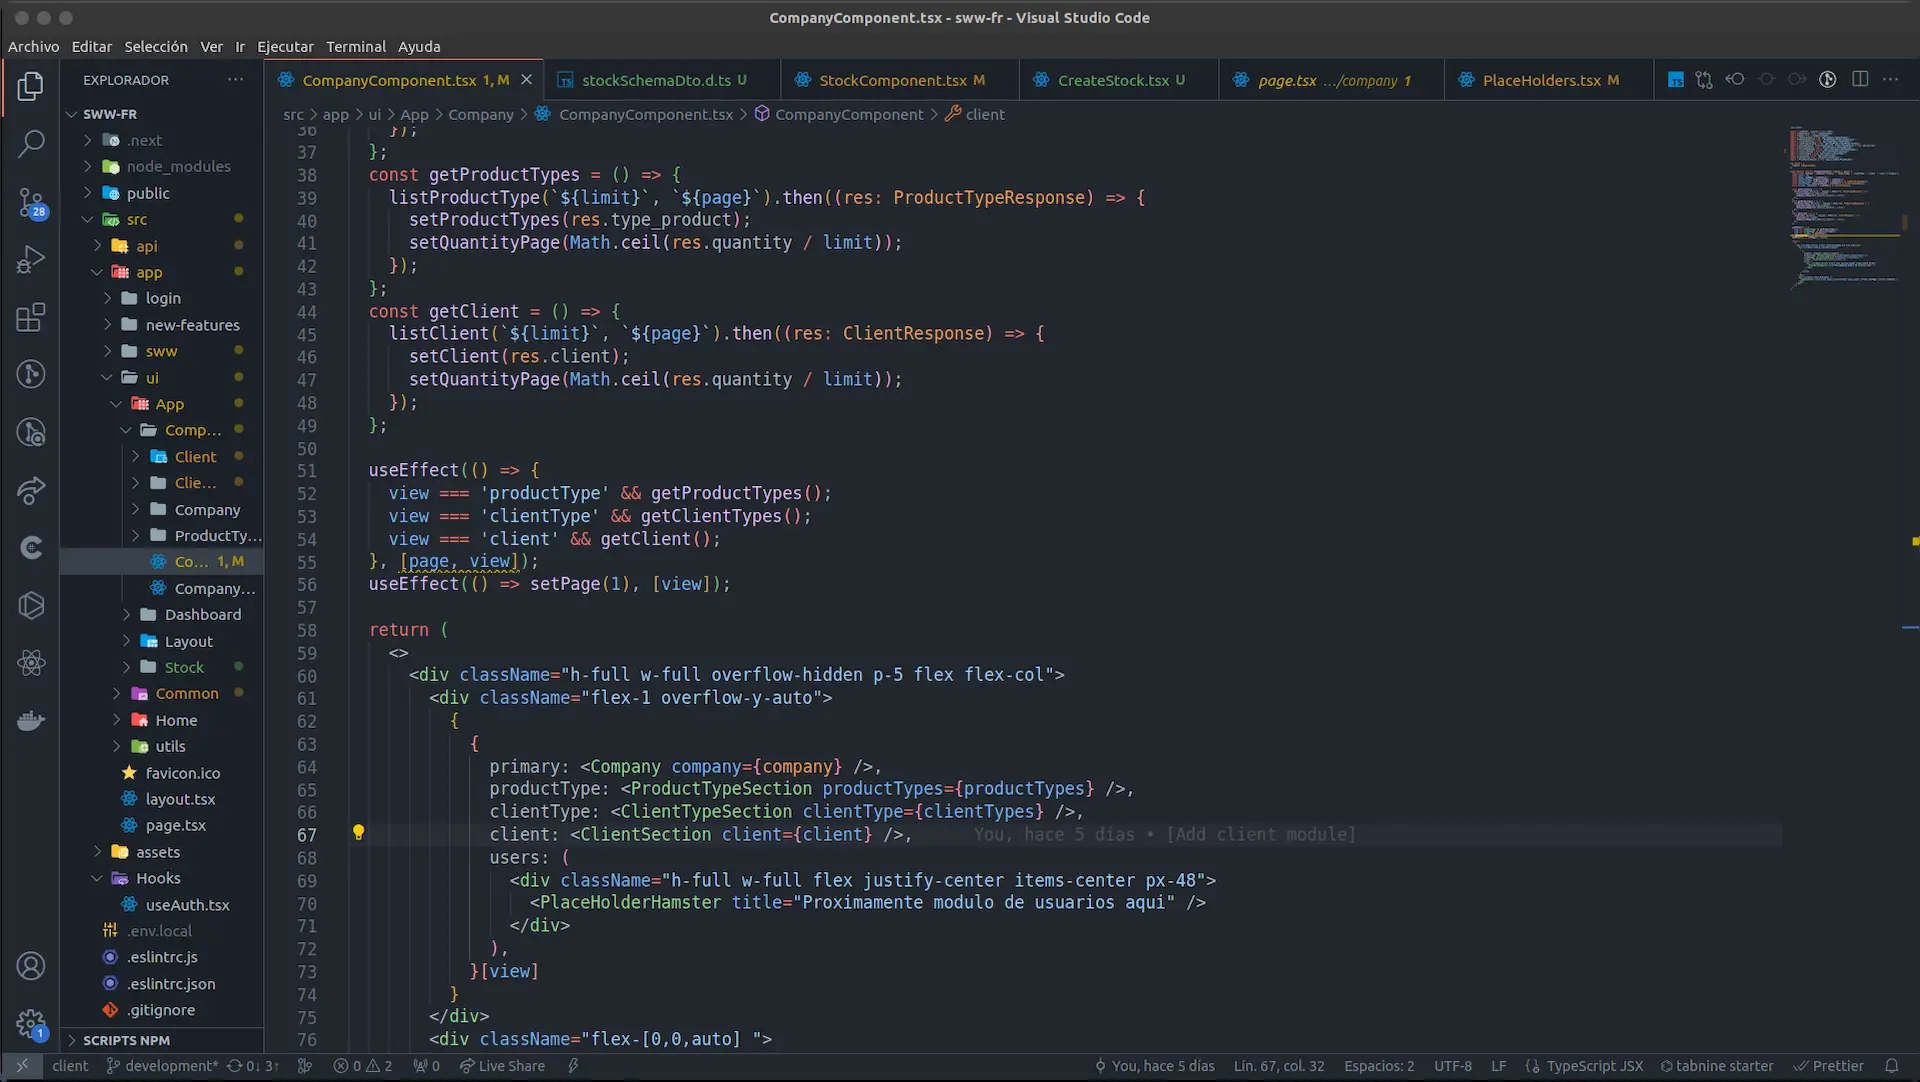 CompanyComponent.tsx - sww-fr - Visual Studio Code
Archivo Editar Selección Ver Ir Ejecutar Terminal Ayuda
EXPLORADOR ···
CompanyComponent.tsx 1, M
stockSchemaDto.d.ts U
StockComponent.tsx M
CreateStock.tsx U
page.tsx .../company 1
PlaceHolders.tsx M
src > app > ui > App > Company > CompanyComponent.tsx > CompanyComponent > client
SWW-FR
.next
node_modules
public
src
api
app
login
new-features
sww
ui
App
Comp...
Client
Clie...
Company
ProductTy...
Co... 1, M
Company...
Dashboard
Layout
Stock
Common
Home
utils
favicon.ico
layout.tsx
page.tsx
assets
Hooks
useAuth.tsx
.env.local
.eslintrc.js
.eslintrc.json
.gitignore
SCRIPTS NPM
28
1
36 });
37 };
38 const getProductTypes = () => {
39 listProductType(`${limit}`, `${page}`).then((res: ProductTypeResponse) => {
40 setProductTypes(res.type_product);
41 setQuantityPage(Math.ceil(res.quantity / limit));
42 });
43 };
44 const getClient = () => {
45 listClient(`${limit}`, `${page}`).then((res: ClientResponse) => {
46 setClient(res.client);
47 setQuantityPage(Math.ceil(res.quantity / limit));
48 });
49 };
50
51 useEffect(() => {
52 view === 'productType' && getProductTypes();
53 view === 'clientType' && getClientTypes();
54 view === 'client' && getClient();
55 }, [page, view]);
56 useEffect(() => setPage(1), [view]);
57
58 return (
59 <>
60 <div className="h-full w-full overflow-hidden p-5 flex flex-col">
61 <div className="flex-1 overflow-y-auto">
62 {
63 {
64 primary: <Company company={company} />,
65 productType: <ProductTypeSection productTypes={productTypes} />,
66 clientType: <ClientTypeSection clientType={clientTypes} />,
67 client: <ClientSection client={client} />, You, hace 5 días • [Add client module]
68 users: (
69 <div className="h-full w-full flex justify-center items-center px-48">
70 <PlaceHolderHamster title="Proximamente modulo de usuarios aqui" />
71 </div>
72 ),
73 }[view]
74 }
75 </div>
76 <div className="flex-[0,0,auto] ">
client development* 0↓ 3↑ 0 2 0 Live Share You, hace 5 días Lín. 67, col. 32 Espacios: 2 UTF-8 LF {} TypeScript JSX tabnine starter Prettier